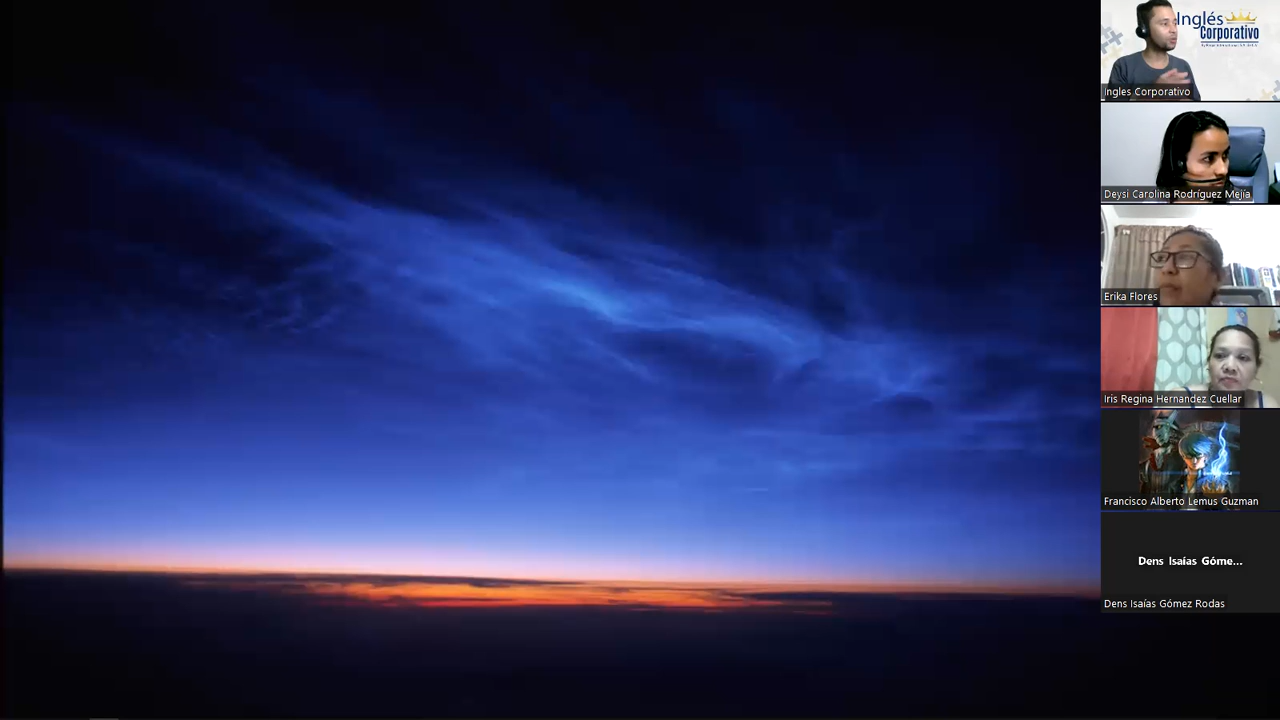 Inglés
Corporativo
Ingles Corporativo
Deysi Carolina Rodríguez Mejía
Erika Flores
Iris Regina Hernandez Cuellar
Francisco Alberto Lemus Guzman
Dens Isaías Góme...
Dens Isaías Gómez Rodas